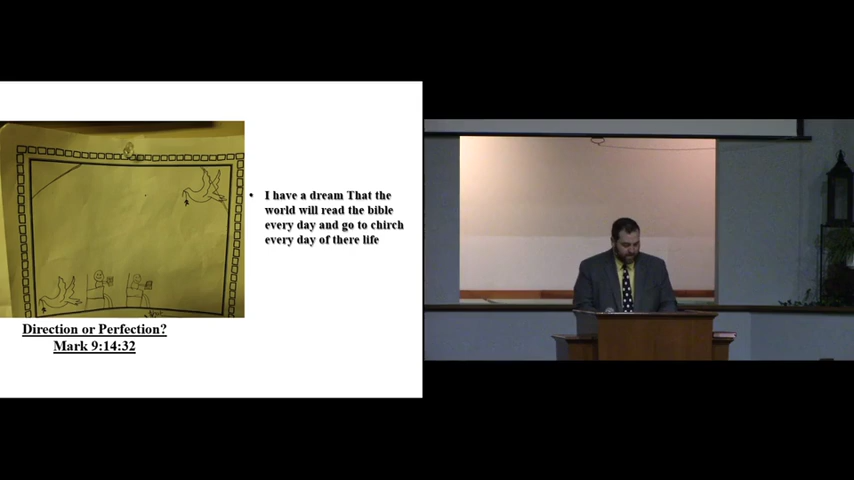 • I have a dream That the
world will read the bible
every day and go to chirch
every day of there life
Direction or Perfection?
Mark 9:14:32